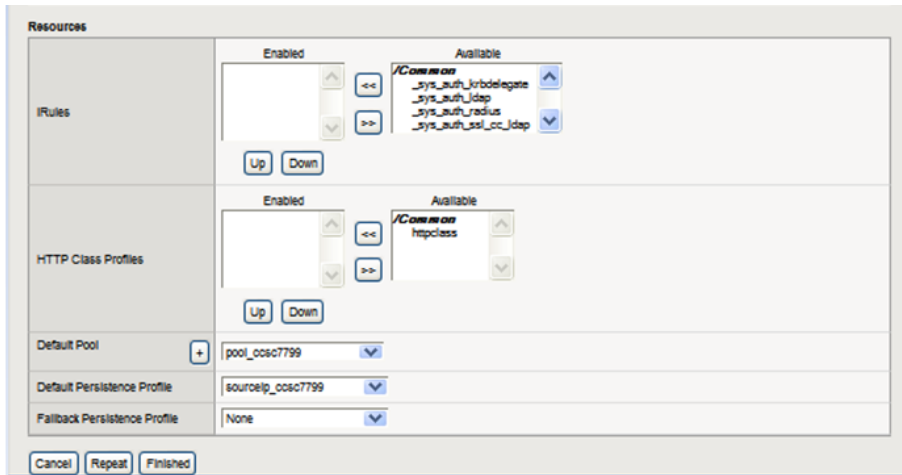 Resources
Enabled
Available
iRules
/Common
_sys_auth_krbdelegate
_sys_auth_ldap
_sys_auth_radius
_sys_auth_ssl_cc_ldap
<<
>>
Up Down
Enabled
Available
HTTP Class Profiles
/Common
httpclass
<<
>>
Up Down
Default Pool + pool_ccsc7799
Default Persistence Profile sourceip_ccsc7799
Fallback Persistence Profile None
Cancel Repeat Finished